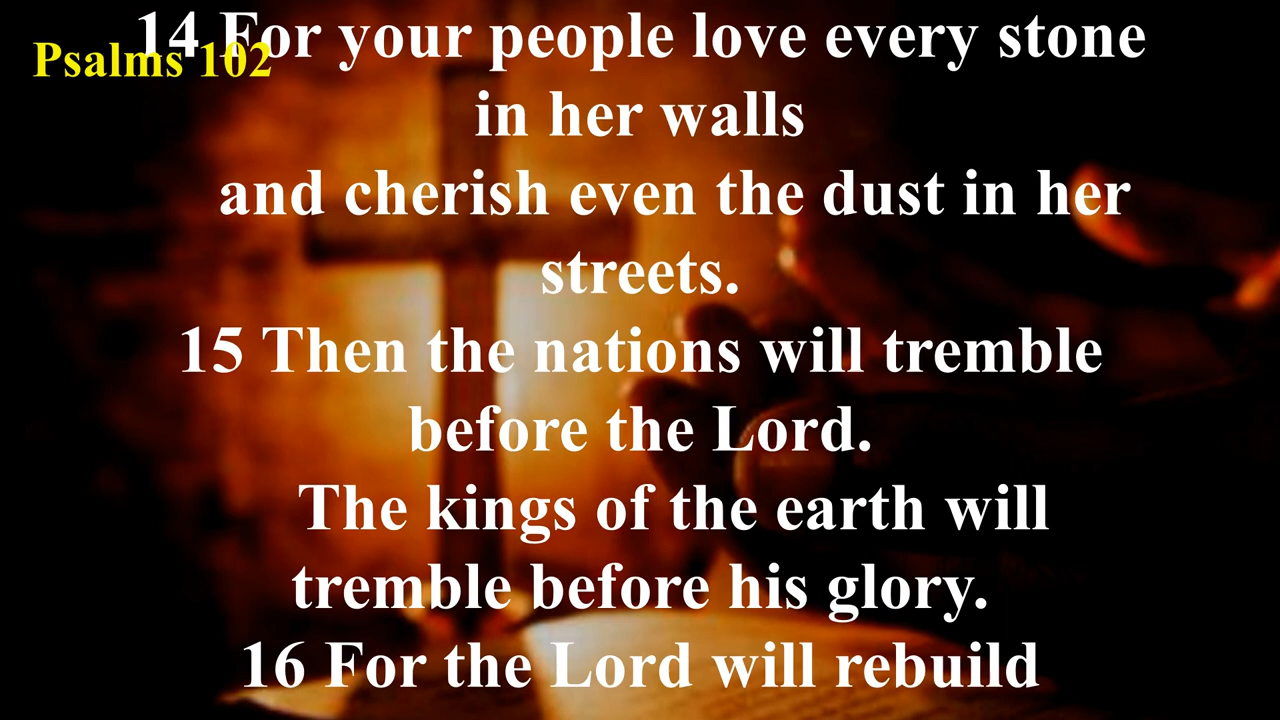 Psalms 102
14 For your people love every stone
in her walls
and cherish even the dust in her
streets.
15 Then the nations will tremble
before the Lord.
The kings of the earth will
tremble before his glory.
16 For the Lord will rebuild